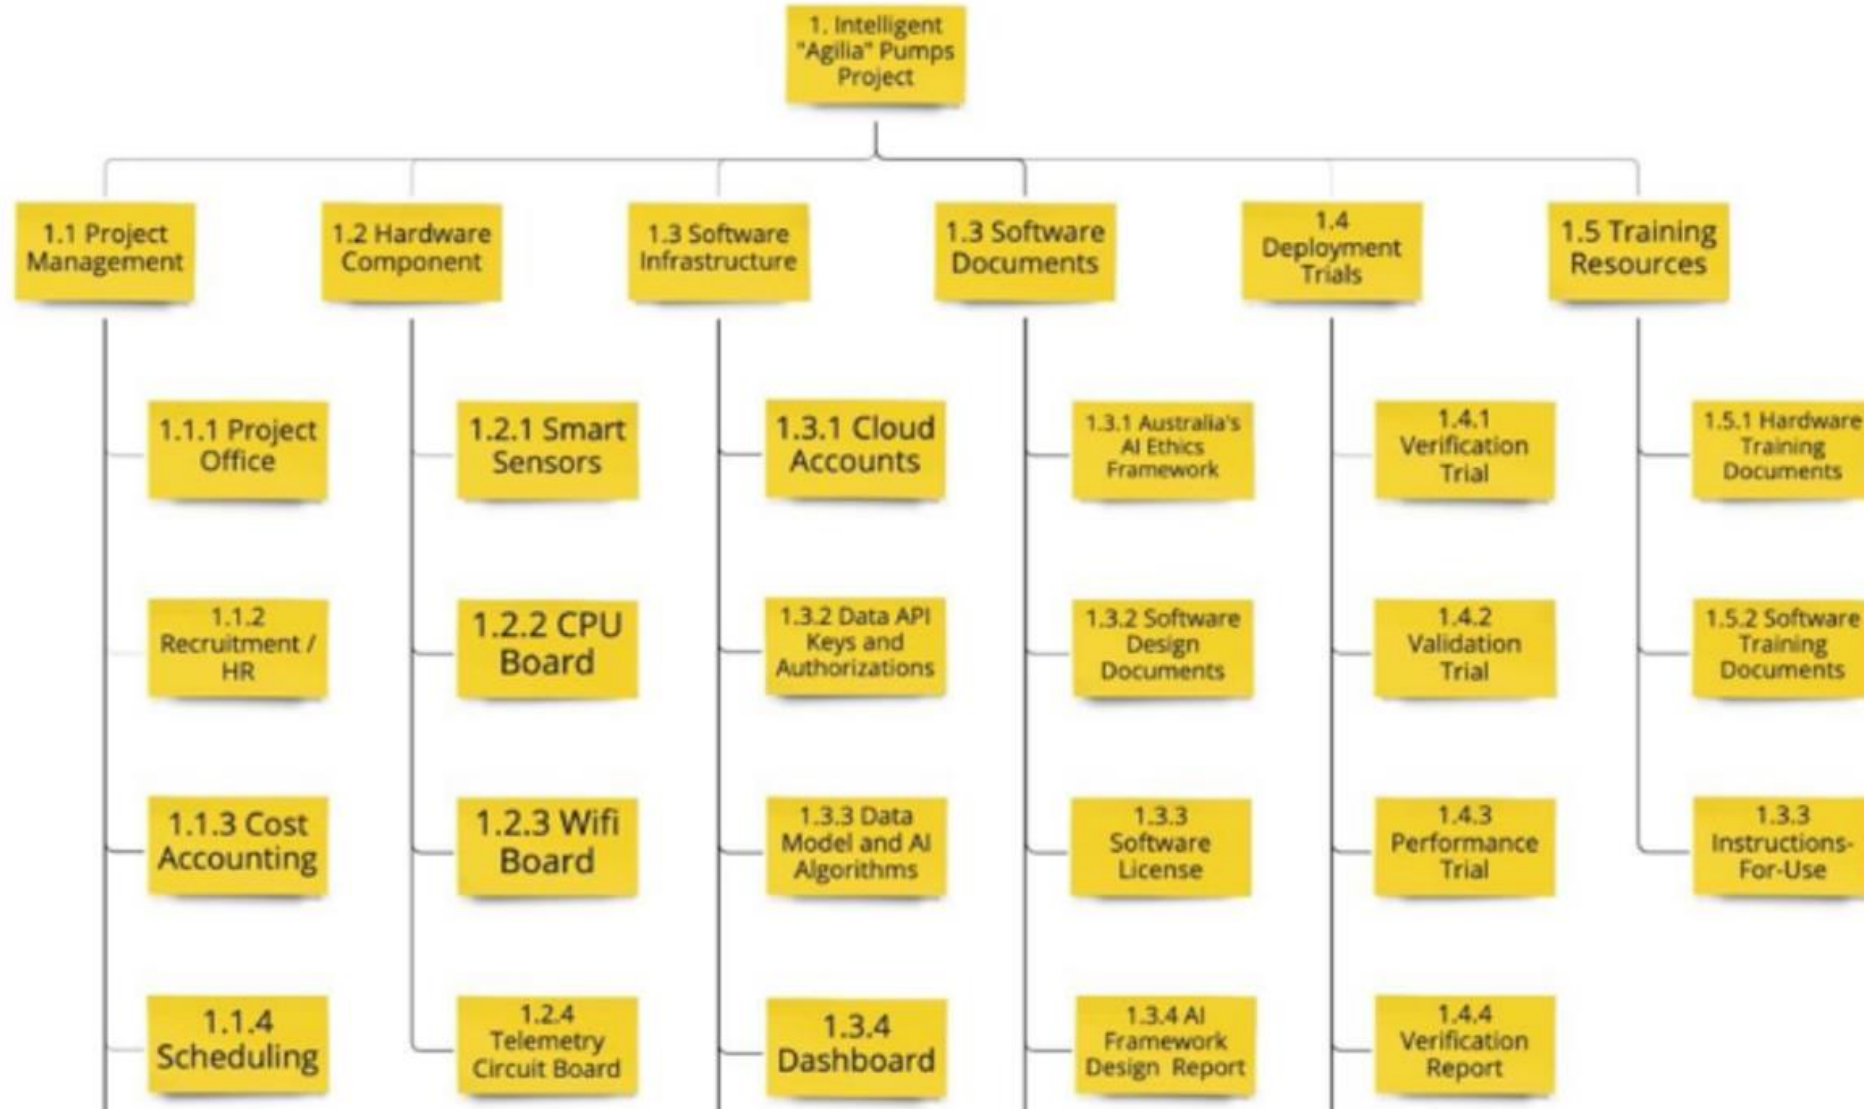 1. Intelligent
"Agilia" Pumps
Project
1.1 Project
Management
1.2 Hardware
Component
1.3 Software
Infrastructure
1.3 Software
Documents
1.4
Deployment
Trials
1.5 Training
Resources
1.1.1 Project
Office
1.2.1 Smart
Sensors
1.3.1 Cloud
Accounts
1.3.1 Australia's
AI Ethics
Framework
1.4.1
Verification
Trial
1.5.1 Hardware
Training
Documents
1.1.2
Recruitment /
HR
1.2.2 CPU
Board
1.3.2 Data API
Keys and
Authorizations
1.3.2 Software
Design
Documents
1.4.2
Validation
Trial
1.5.2 Software
Training
Documents
1.1.3 Cost
Accounting
1.2.3 Wifi
Board
1.3.3 Data
Model and AI
Algorithms
1.3.3
Software
License
1.4.3
Performance
Trial
1.3.3
Instructions-
For-Use
1.1.4
Scheduling
1.2.4
Telemetry
Circuit Board
1.3.4
Dashboard
1.3.4 AI
Framework
Design Report
1.4.4
Verification
Report